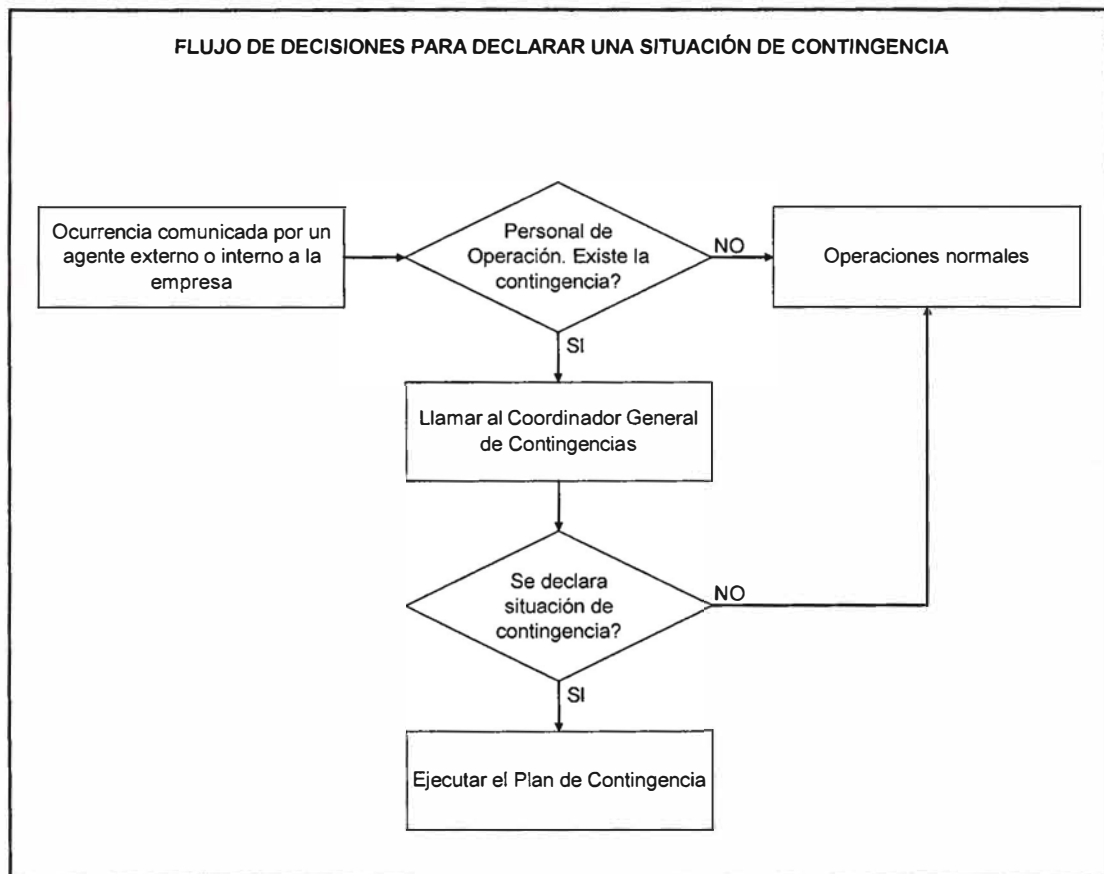 FLUJO DE DECISIONES PARA DECLARAR UNA SITUACIÓN DE CONTINGENCIA
Ocurrencia comunicada por un
agente externo o interno a la
empresa
Personal de
Operación. Existe la
contingencia?
NO
Operaciones normales
SI
Llamar al Coordinador General
de Contingencias
Se declara
situación de
contingencia?
NO
SI
Ejecutar el Plan de Contingencia